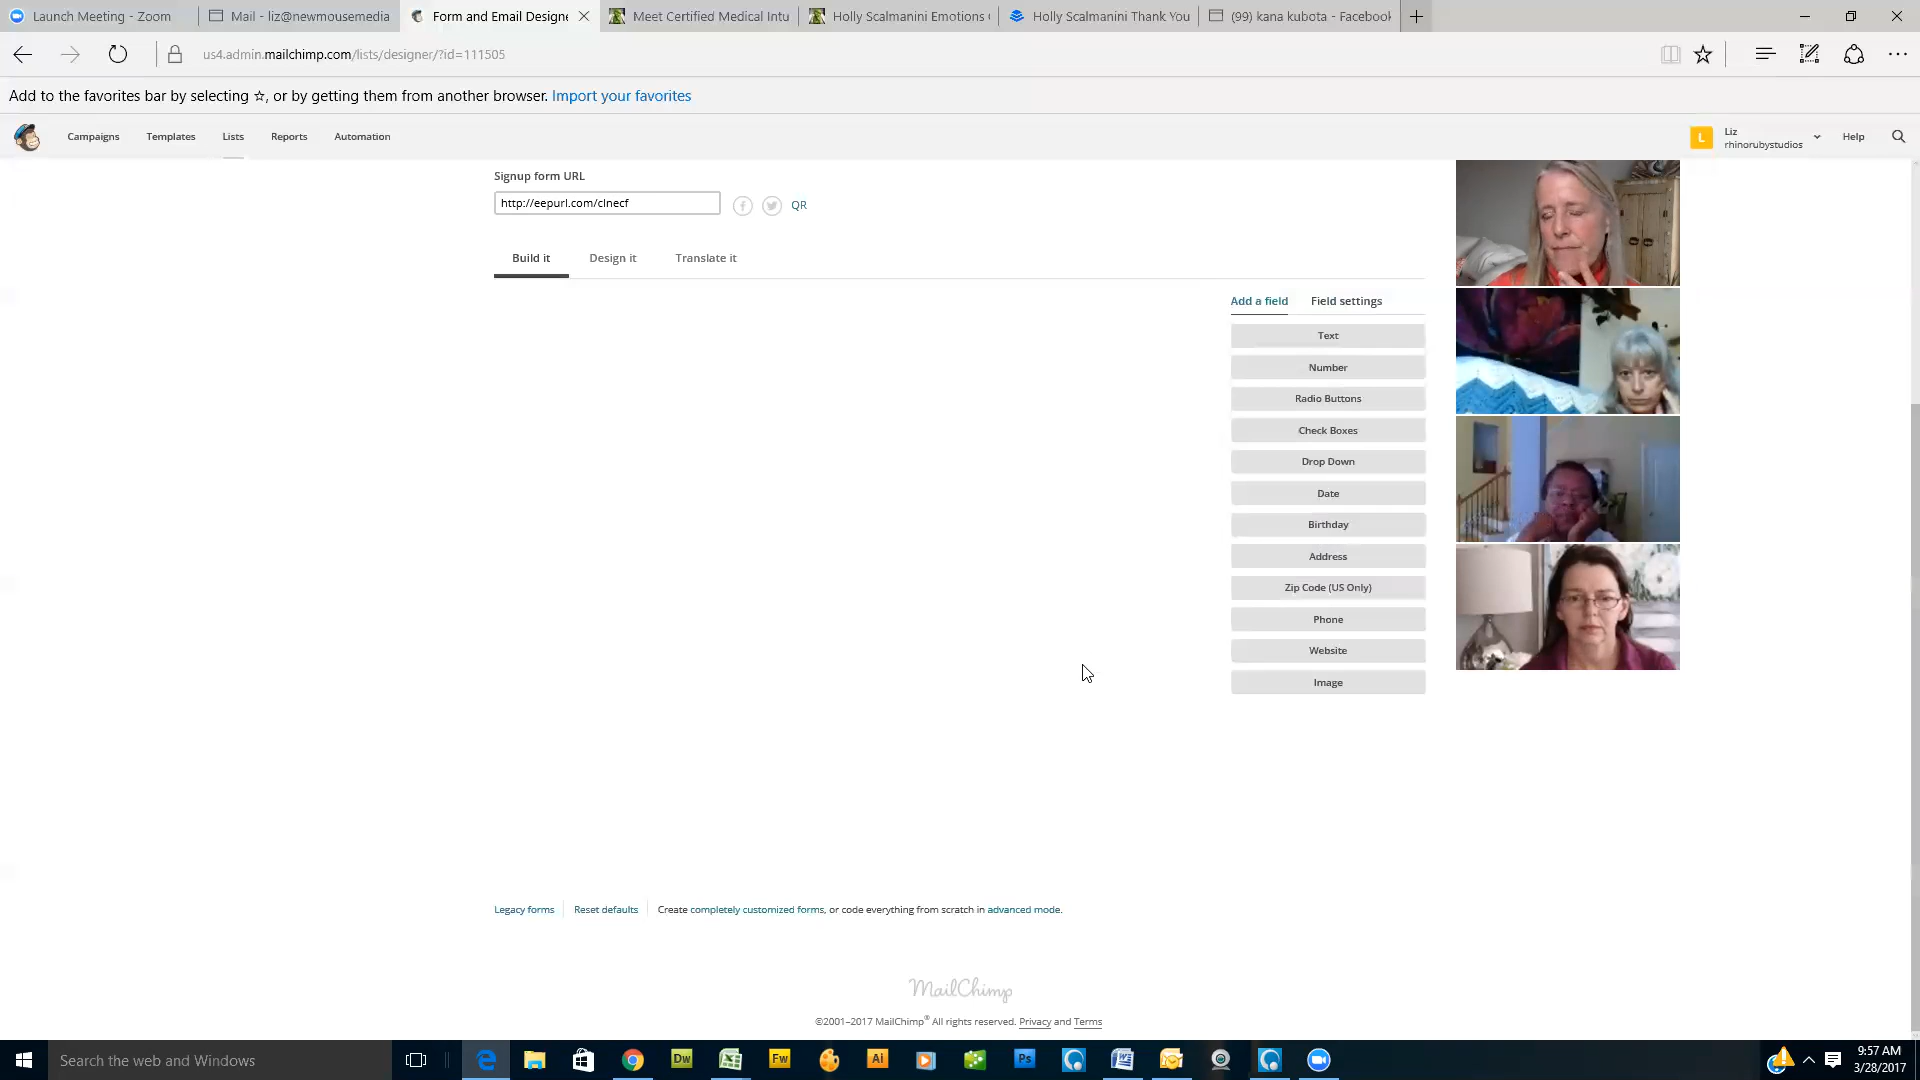 Launch Meeting - Zoom
Mail - liz@newmousemedia
Form and Email Designe
Meet Certified Medical Intu
Holly Scalmanini Emotions
Holly Scalmanini Thank You
(99) kana kubota - Facebook
us4.admin.mailchimp.com/lists/designer/?id=111505
Add to the favorites bar by selecting ☆, or by getting them from another browser. Import your favorites
Campaigns
Templates
Lists
Reports
Automation
L
Liz
rhinorubystudios
Help
Signup form URL
http://eepurl.com/clnecf
QR
Build it
Design it
Translate it
Add a field
Field settings
Text
Number
Radio Buttons
Check Boxes
Drop Down
Date
Birthday
Address
Zip Code (US Only)
Phone
Website
Image
Legacy forms
Reset defaults
Create completely customized forms, or code everything from scratch in advanced mode.
MailChimp
©2001–2017 MailChimp® All rights reserved. Privacy and Terms
Search the web and Windows
Dw
Fw
Ai
Ps
9:57 AM
3/28/2017